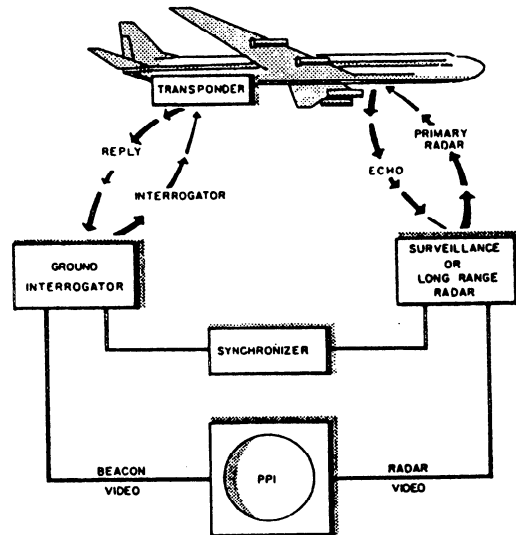 TRANSPONDER
PRIMARY
RADAR
REPLY
ECHO
INTERROGATOR
GROUND
INTERROGATOR
SURVEILLANCE
OR
LONG RANGE
RADAR
SYNCHRONIZER
BEACON
VIDEO
PPI
RADAR
VIDEO